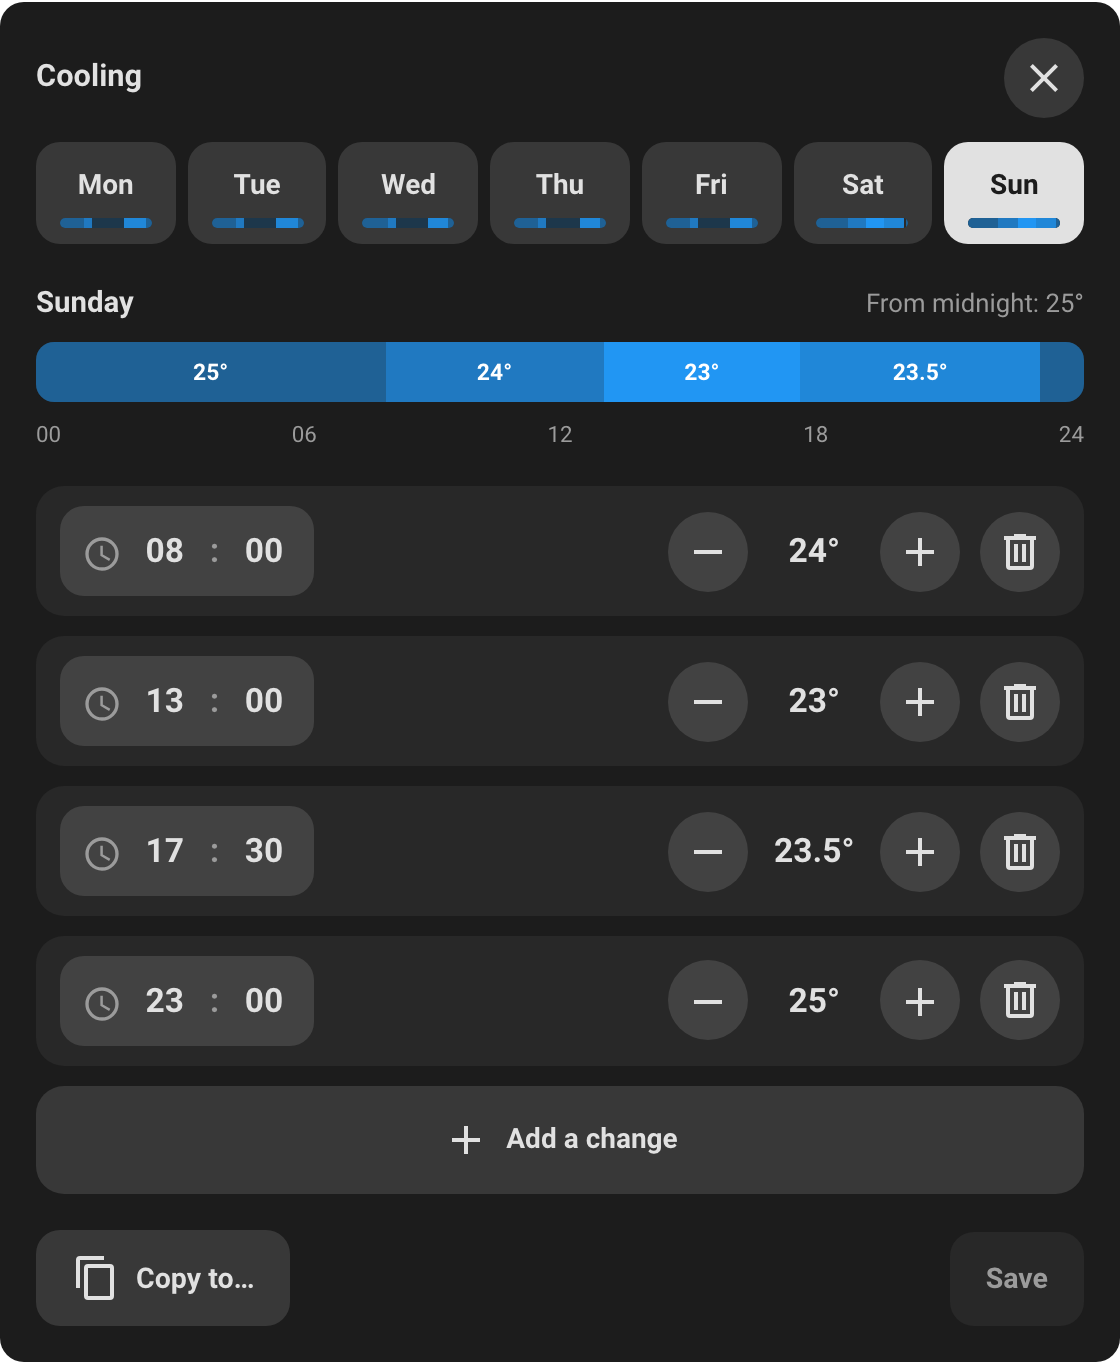 Cooling
Mon Tue Wed Thu Fri Sat Sun
Sunday From midnight: 25°
25° 24° 23° 23.5°
00 06 12 18 24
08 : 00 24°
13 : 00 23°
17 : 30 23.5°
23 : 00 25°
Add a change
Copy to... Save